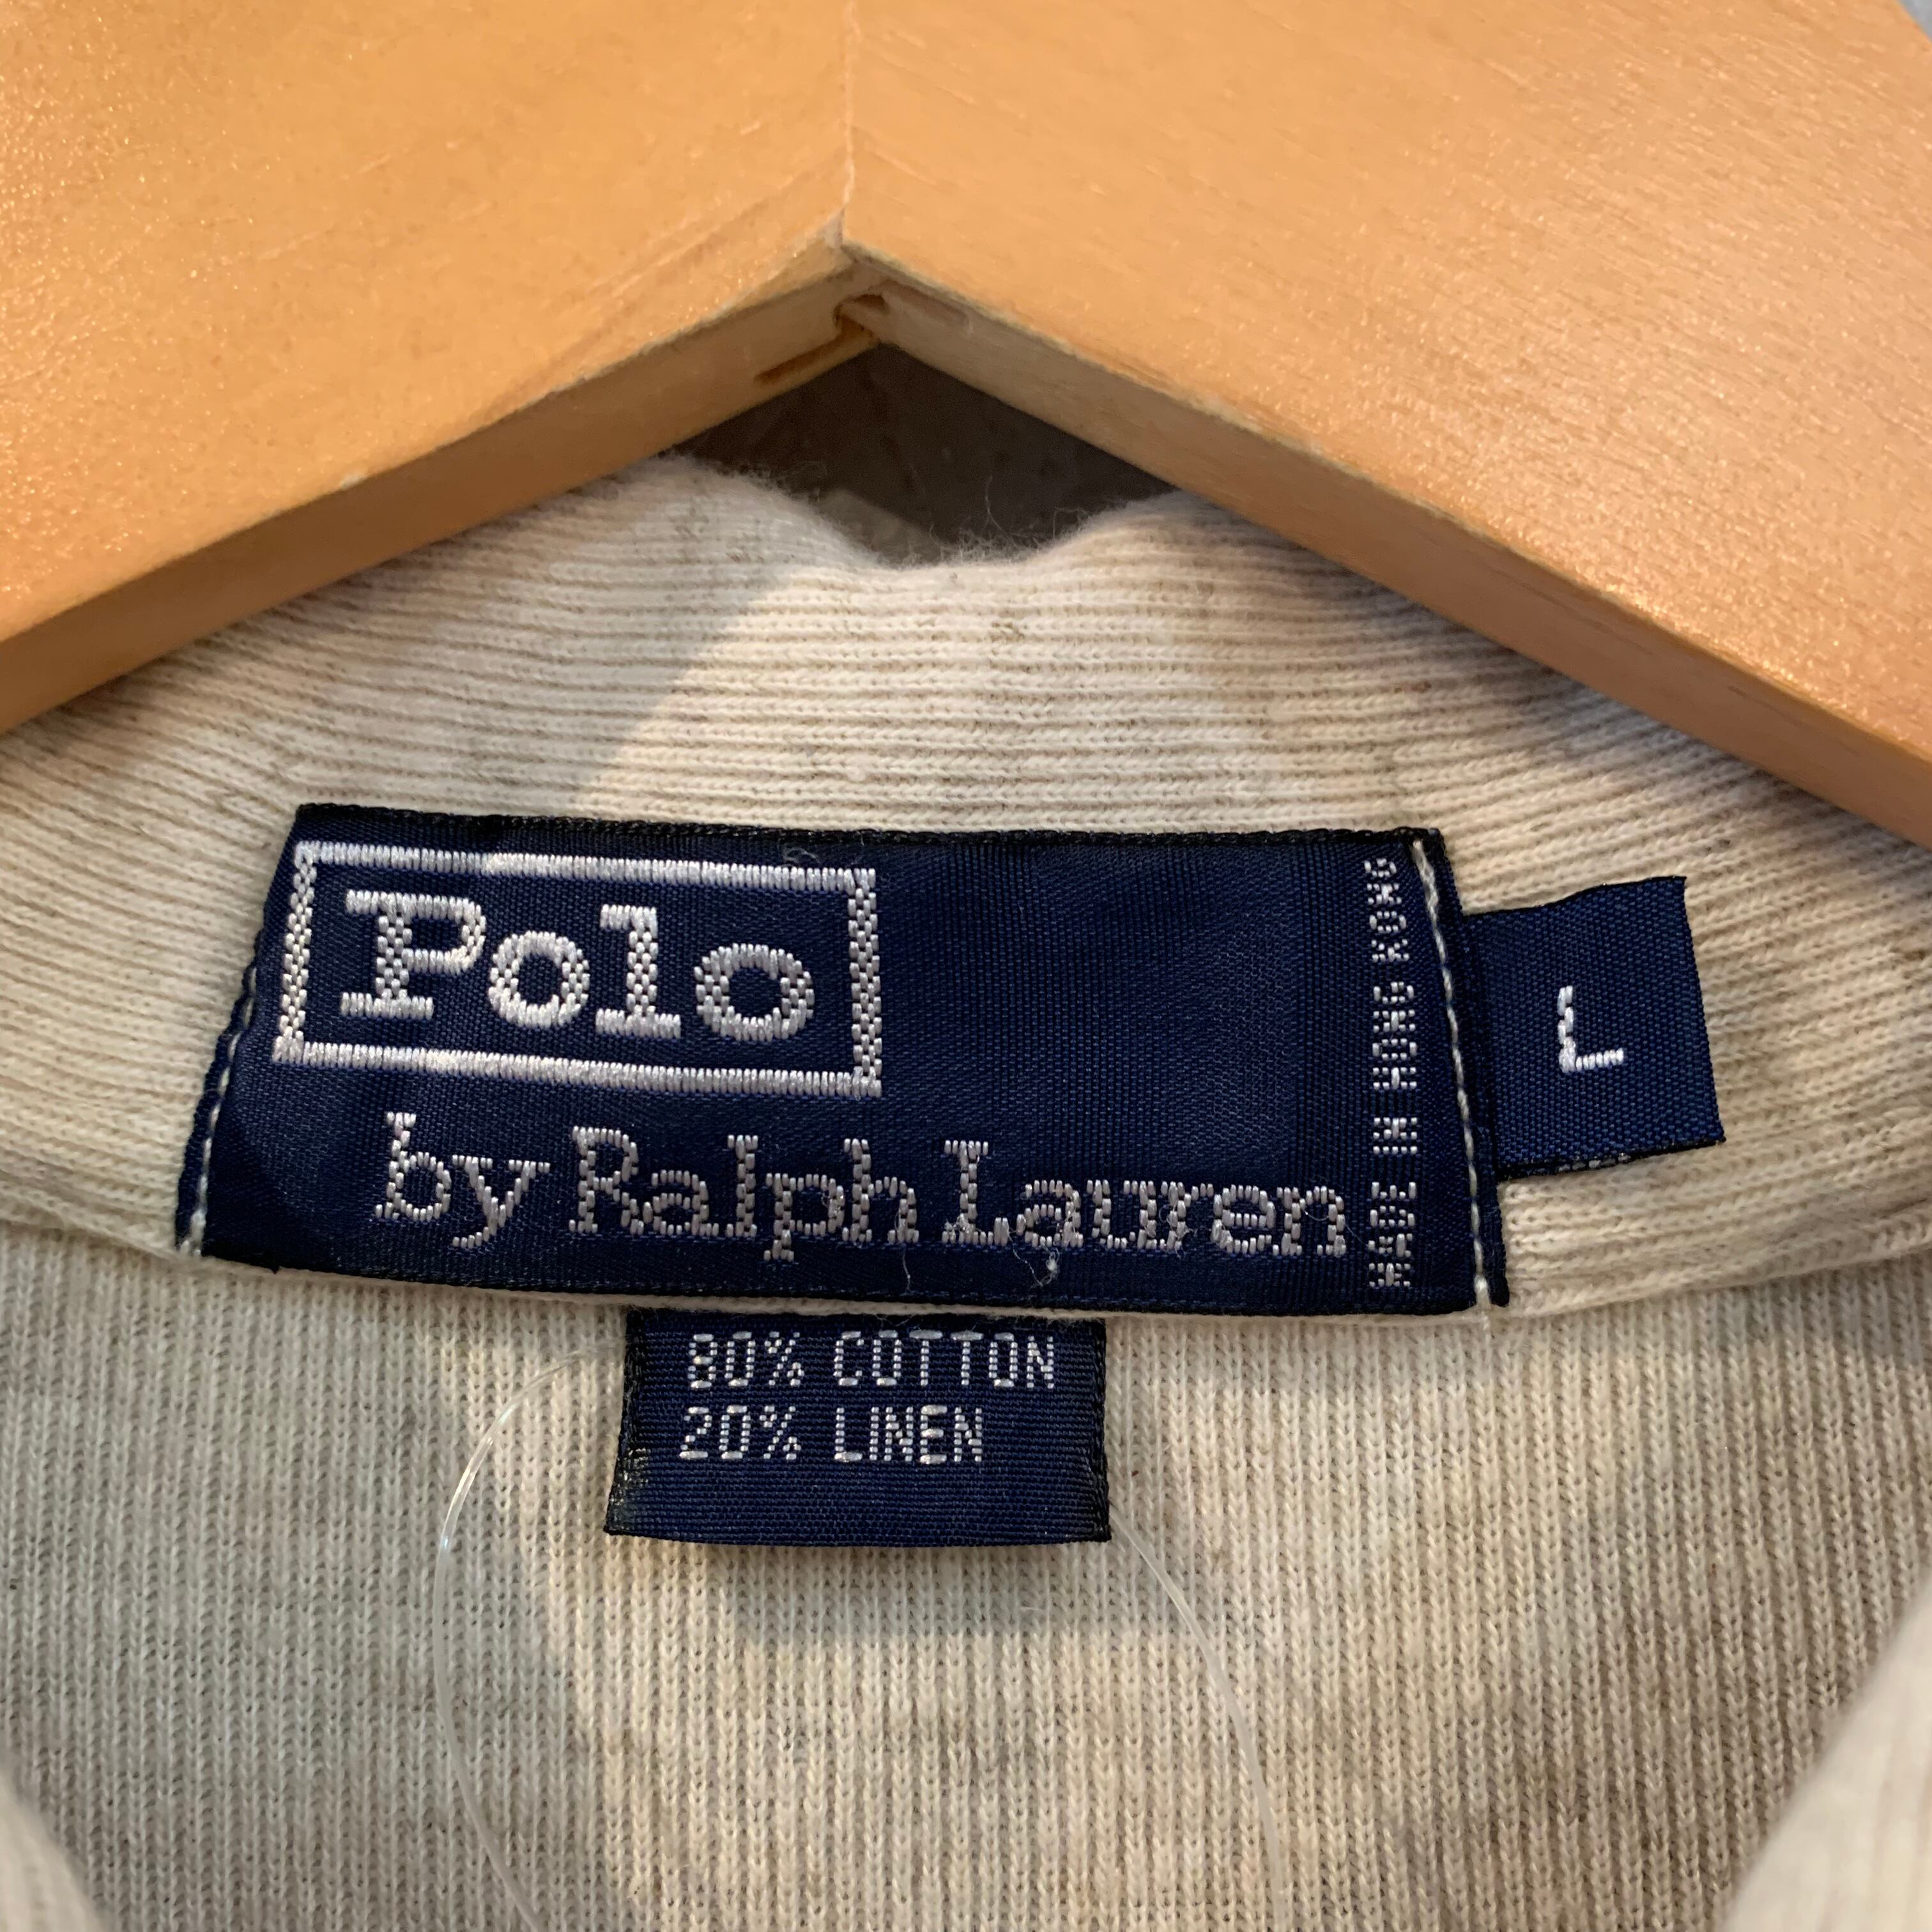 Polo
by Ralph Lauren
MADE IN HONG KONG
L
80% COTTON
20% LINEN